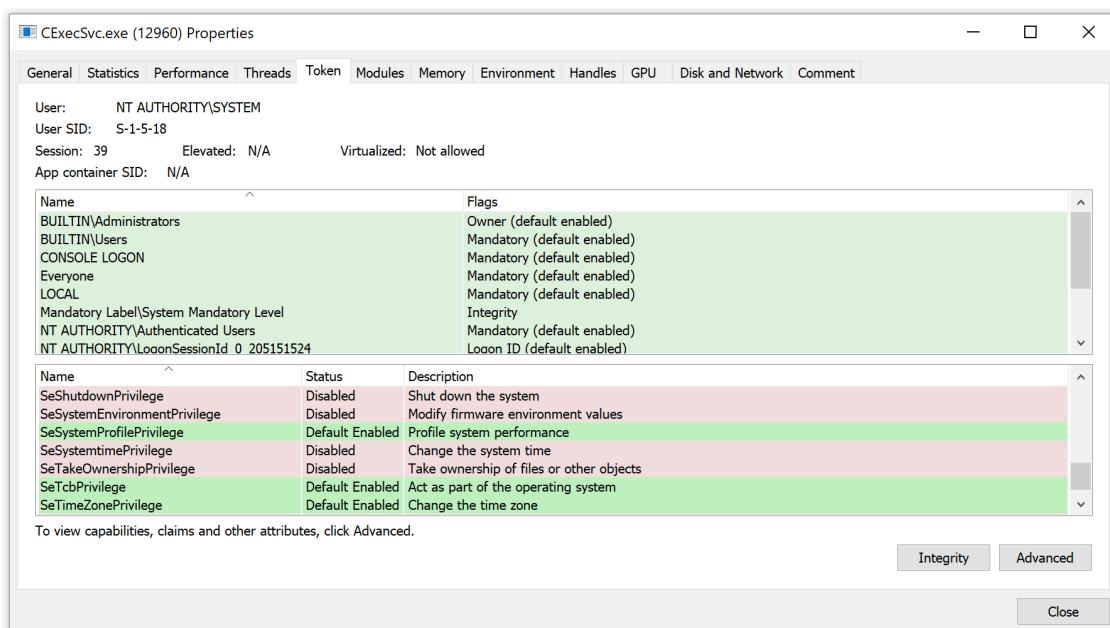 CExecSvc.exe (12960) Properties
General Statistics Performance Threads Token Modules Memory Environment Handles GPU Disk and Network Comment
User: NT AUTHORITY\SYSTEM
User SID: S-1-5-18
Session: 39 Elevated: N/A Virtualized: Not allowed
App container SID: N/A
Name Flags
BUILTIN\Administrators Owner (default enabled)
BUILTIN\Users Mandatory (default enabled)
CONSOLE LOGON Mandatory (default enabled)
Everyone Mandatory (default enabled)
LOCAL Mandatory (default enabled)
Mandatory Label\System Mandatory Level Integrity
NT AUTHORITY\Authenticated Users Mandatory (default enabled)
NT AUTHORITY\LogonSessionId_0_205151524 Logon ID (default enabled)
Name Status Description
SeShutdownPrivilege Disabled Shut down the system
SeSystemEnvironmentPrivilege Disabled Modify firmware environment values
SeSystemProfilePrivilege Default Enabled Profile system performance
SeSystemtimePrivilege Disabled Change the system time
SeTakeOwnershipPrivilege Disabled Take ownership of files or other objects
SeTcbPrivilege Default Enabled Act as part of the operating system
SeTimeZonePrivilege Default Enabled Change the time zone
To view capabilities, claims and other attributes, click Advanced.
Integrity Advanced
Close